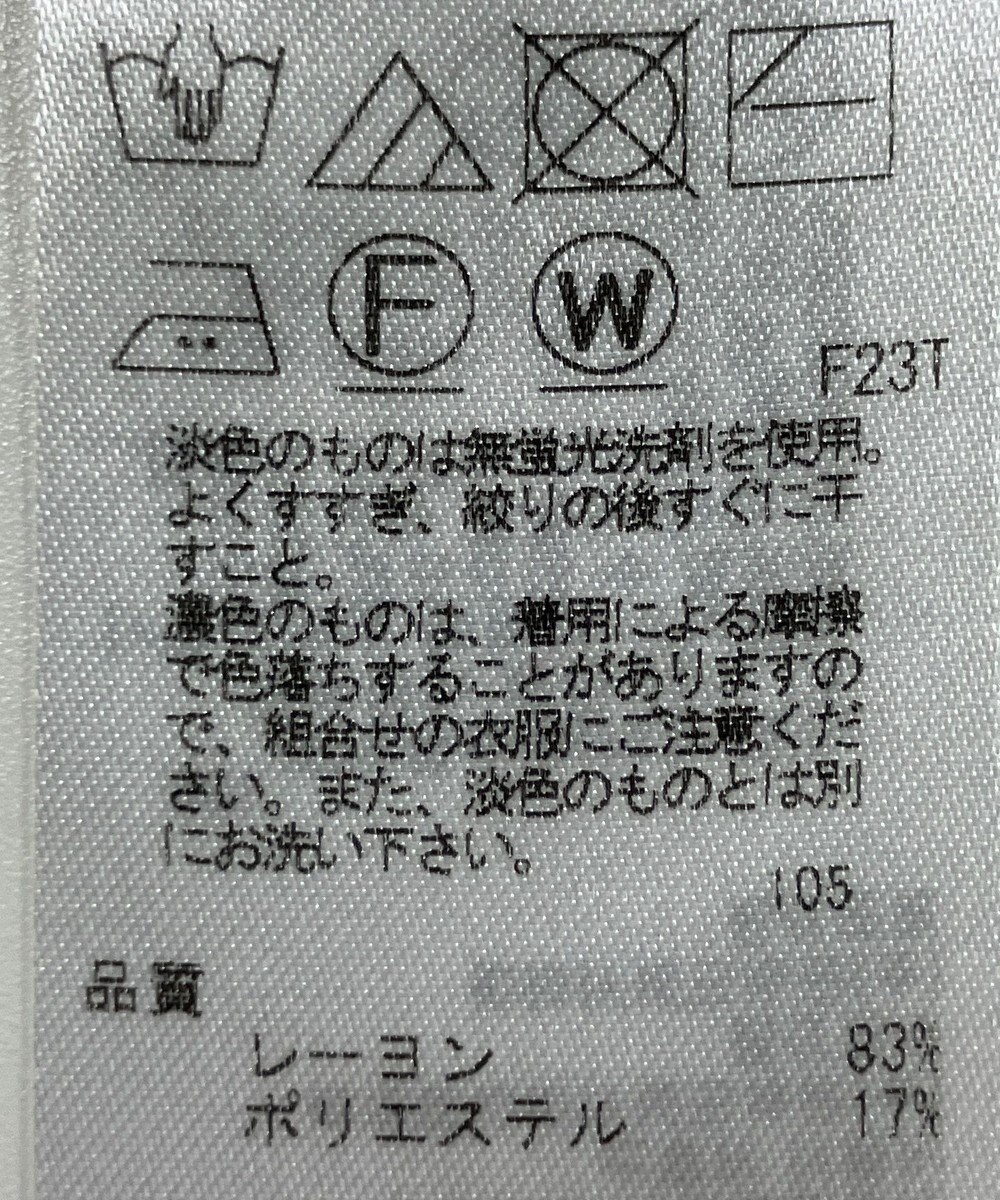 F
W
F23T
淡色のものは無蛍光洗剤を使用。
よくすすぎ、絞りの後すぐに干
すこと。
濃色のものは、着用による摩擦
で色落ちすることがありますの
で、組合せの衣服にご注意くだ
さい。また、淡色のものとは別
にお洗い下さい。
105
品質
レーヨン 83%
ポリエステル 17%